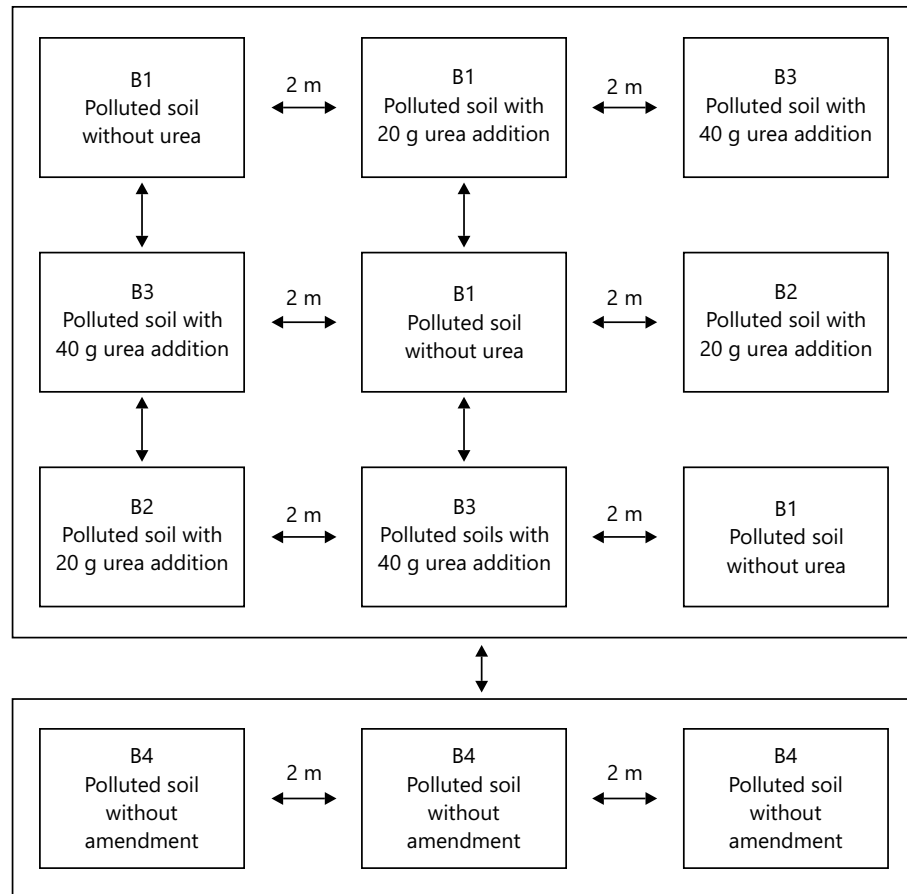 B1
Polluted soil
without urea
2 m
B1
Polluted soil with
20 g urea addition
2 m
B3
Polluted soil with
40 g urea addition
B3
Polluted soil with
40 g urea addition
2 m
B1
Polluted soil
without urea
2 m
B2
Polluted soil with
20 g urea addition
B2
Polluted soil with
20 g urea addition
2 m
B3
Polluted soils with
40 g urea addition
2 m
B1
Polluted soil
without urea
B4
Polluted soil
without
amendment
2 m
B4
Polluted soil
without
amendment
2 m
B4
Polluted soil
without
amendment